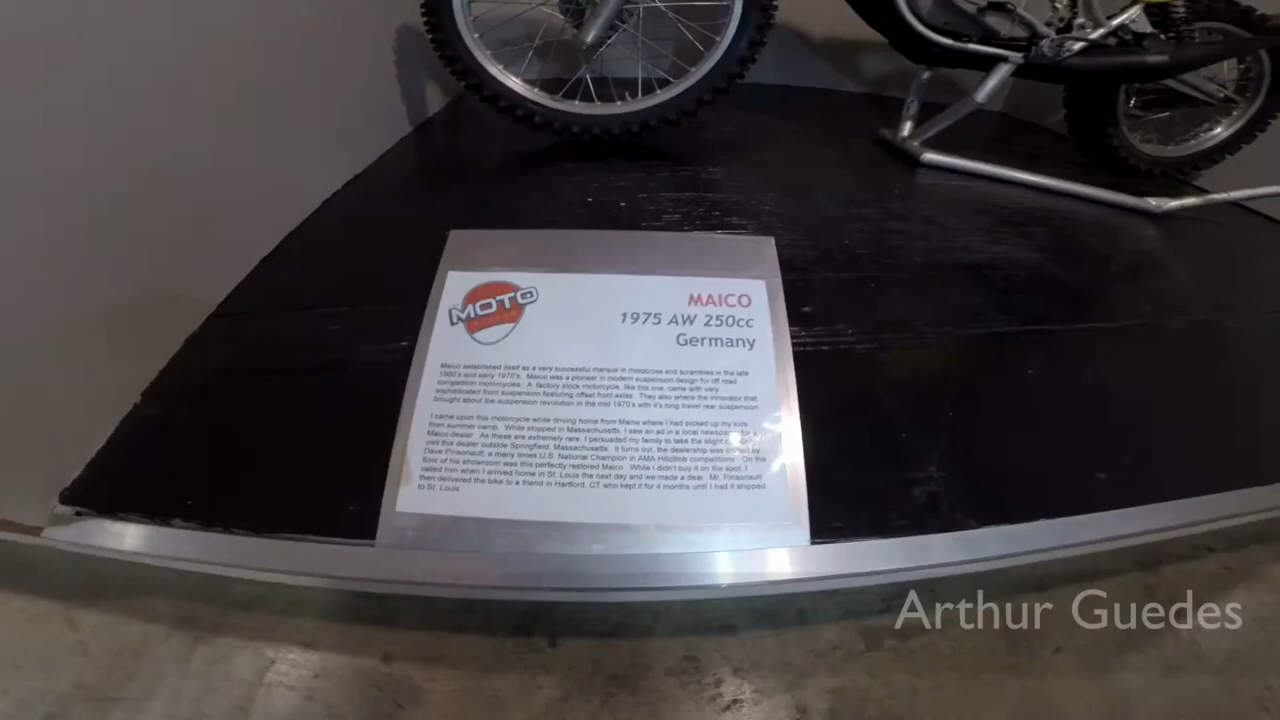 MOTO
MUSEUM
MAICO
1975 AW 250cc
Germany
Maico established itself as a very successful marque in motocross and scrambles in the late
1960's and early 1970's. Maico was a pioneer in modern suspension design for off road
competition motorcycles. A factory stock motorcycle, like this one, came with very
sophisticated front suspension featuring offset front axles. They also where the innovator that
brought about the suspension revolution in the mid 1970's with it's long travel rear suspension
I came upon this motorcycle while driving home from Maine where I had picked up my kids
from summer camp. While stopped in Massachusetts, I saw an ad in a local newspaper for a
Maico dealer. As these are extremely rare, I persuaded my family to take the slight
visit this dealer outside Springfield, Massachusetts. It turns out, the dealership was owned by
Dave Pinsonault, a many times U.S. National Champion in AMA Hillclimb competitions. On the
floor of his showroom was this perfectly restored Maico. While I didn't buy it on the spot, I
called him when I arrived home in St. Louis the next day and we made a deal. Mr. Pinsonault
then delivered the bike to a friend in Hartford, CT who kept it for 4 months until I had it shipped
to St. Louis
Arthur Guedes